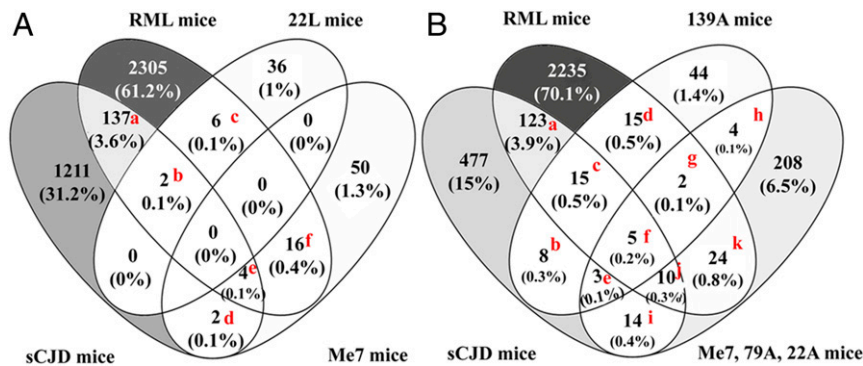 A
RML mice
22L mice
2305
(61.2%)
36
(1%)
137a
(3.6%)
6 c
(0.1%)
0
(0%)
1211
(31.2%)
2 b
0.1%)
0
(0%)
50
(1.3%)
0
(0%)
0
(0%)
4e
(0.1%)
16f
(0.4%)
2 d
(0.1%)
sCJD mice
Me7 mice
B
RML mice
139A mice
2235
(70.1%)
44
(1.4%)
h
123a
(3.9%)
15d
(0.5%)
4
(0.1%)
477
(15%)
15 c
(0.5%)
g
2
(0.1%)
208
(6.5%)
8 b
(0.3%)
5 f
(0.2%)
24 k
(0.8%)
3e
(0.1%)
10j
(0.3%)
14 i
(0.4%)
sCJD mice
Me7, 79A, 22A mice